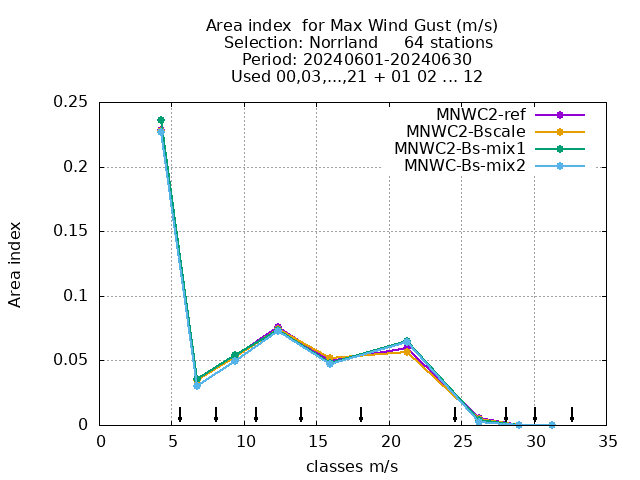 Area index  for Max Wind Gust (m/s)
Selection: Norrland     64 stations
Period: 20240601-20240630
Used 00,03,...,21 + 01 02 ... 12
MNWC2-ref
MNWC2-Bscale
MNWC2-Bs-mix1
MNWC-Bs-mix2
0.25
0.2
0.15
0.1
0.05
0
Area index
0 5 10 15 20 25 30 35
classes m/s